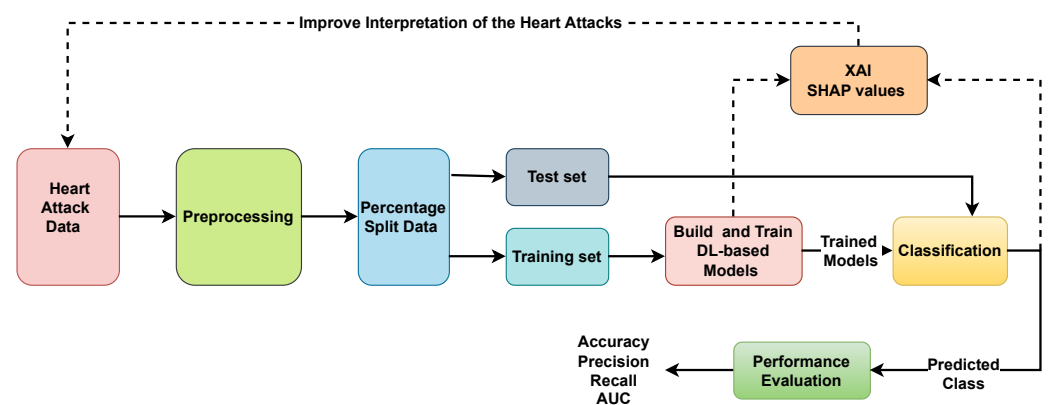 Improve Interpretation of the Heart Attacks
XAI
SHAP values
Heart
Attack
Data
Preprocessing
Percentage
Split Data
Test set
Training set
Build and Train
DL-based
Models
Trained
Models
Classification
Accuracy
Precision
Recall
AUC
Performance
Evaluation
Predicted
Class